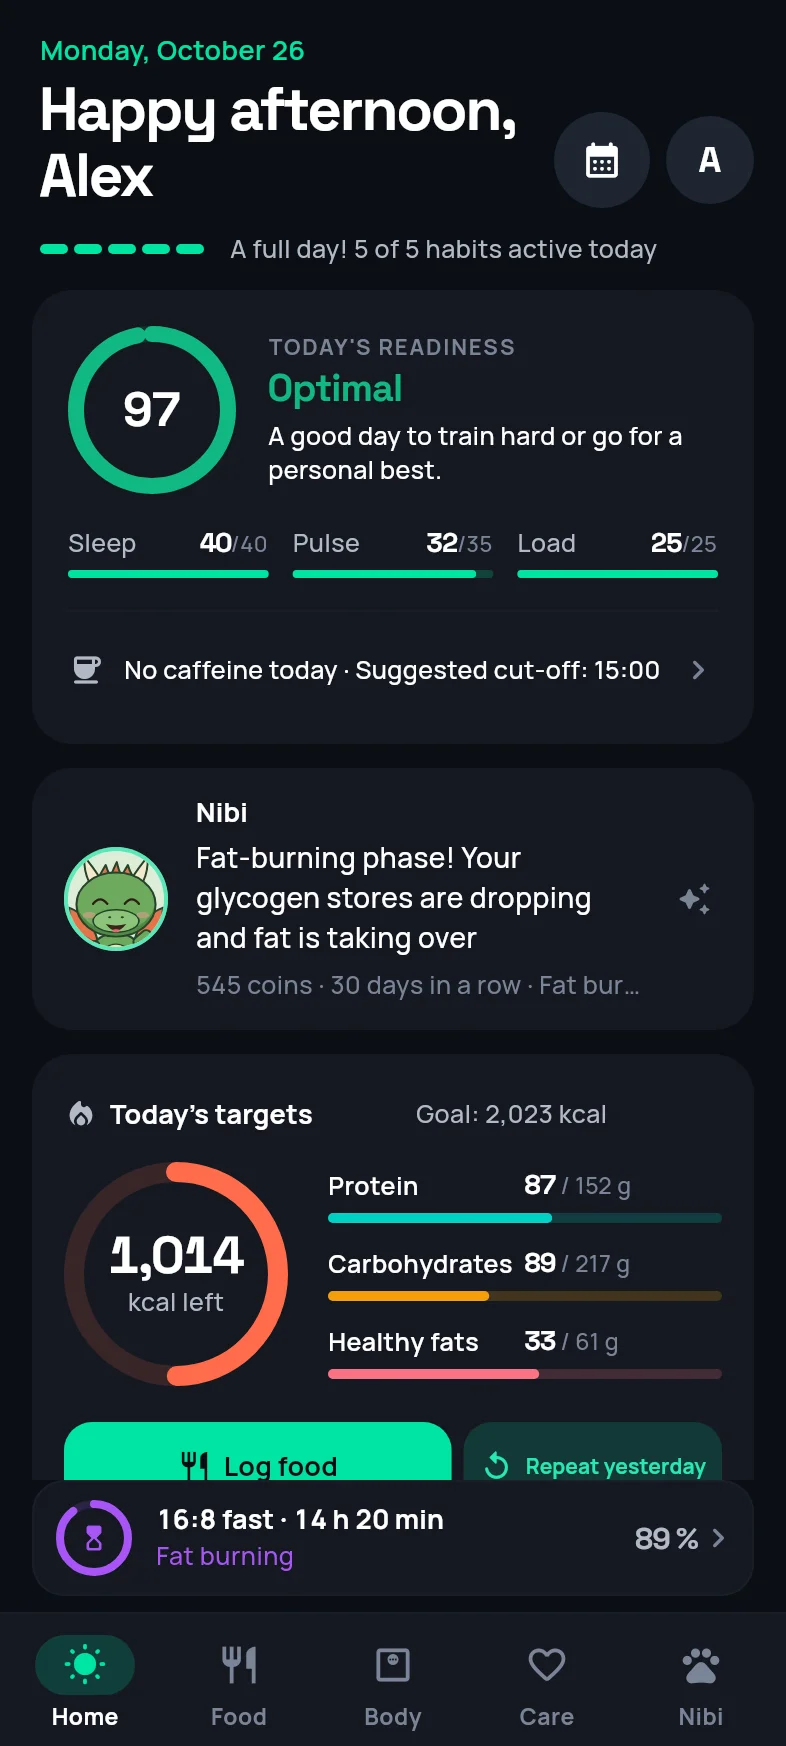 Monday, October 26
Happy afternoon,
Alex
A
A full day! 5 of 5 habits active today
TODAY'S READINESS
97
Optimal
A good day to train hard or go for a
personal best.
Sleep 40/40 Pulse 32/35 Load 25/25
No caffeine today · Suggested cut-off: 15:00
Nibi
Fat-burning phase! Your
glycogen stores are dropping
and fat is taking over
545 coins · 30 days in a row · Fat bur…
Today's targets Goal: 2,023 kcal
1,014
kcal left
Protein 87 / 152 g
Carbohydrates 89 / 217 g
Healthy fats 33 / 61 g
Log food Repeat yesterday
16:8 fast · 14 h 20 min
Fat burning
89 %
Home Food Body Care Nibi